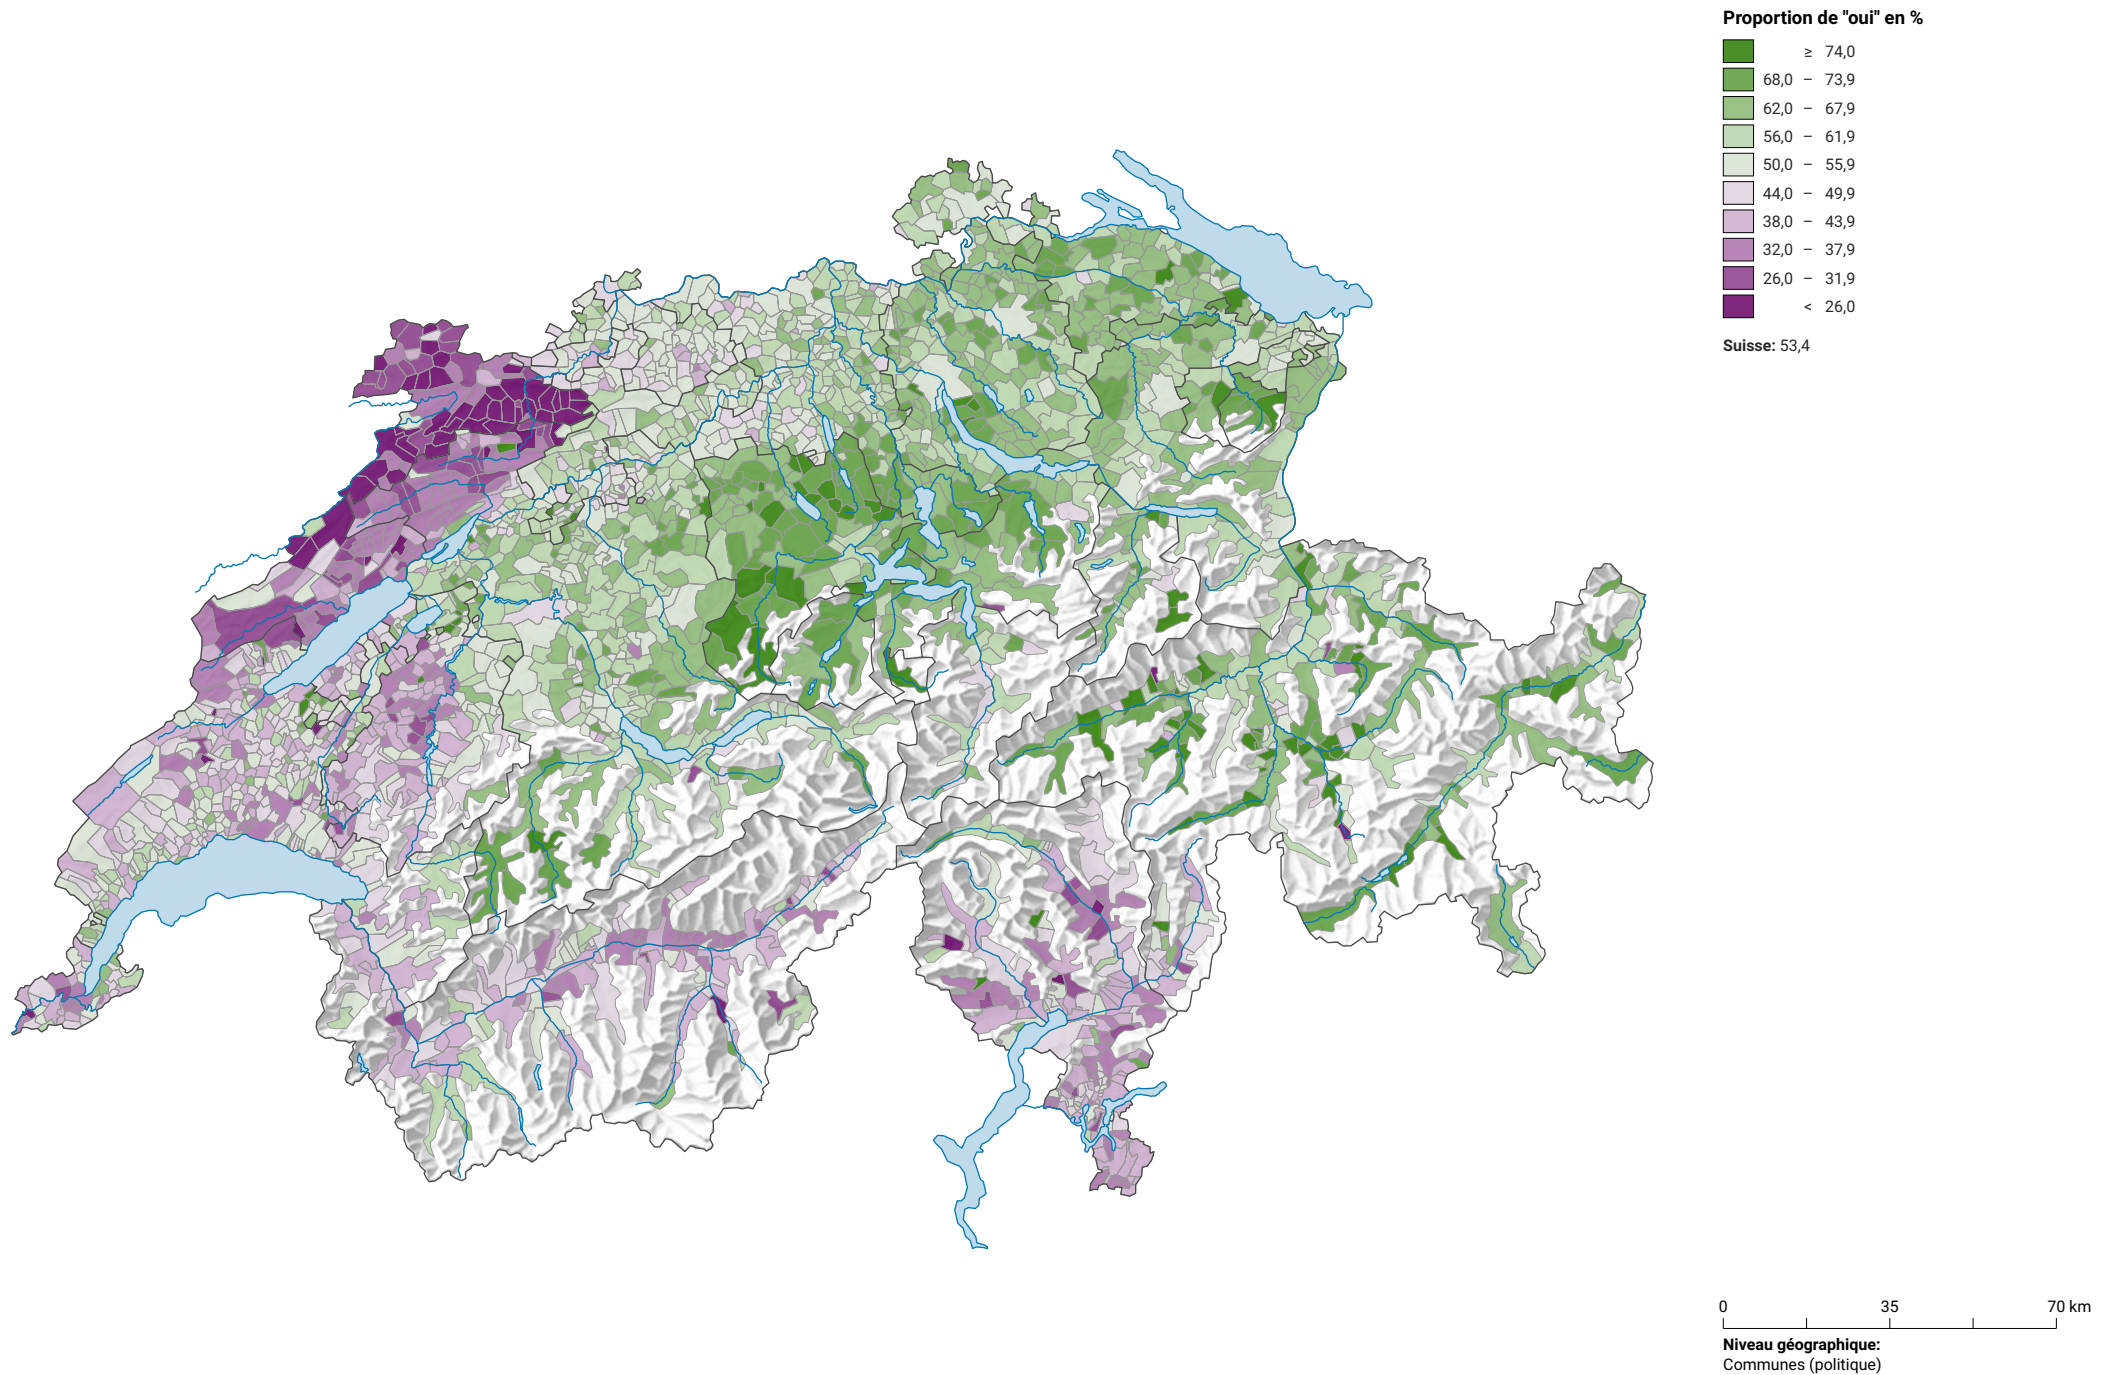 Proportion de "oui" en %
≥ 74,0
68,0 – 73,9
62,0 – 67,9
56,0 – 61,9
50,0 – 55,9
44,0 – 49,9
38,0 – 43,9
32,0 – 37,9
26,0 – 31,9
< 26,0
Suisse: 53,4
0 35 70 km
Niveau géographique:
Communes (politique)